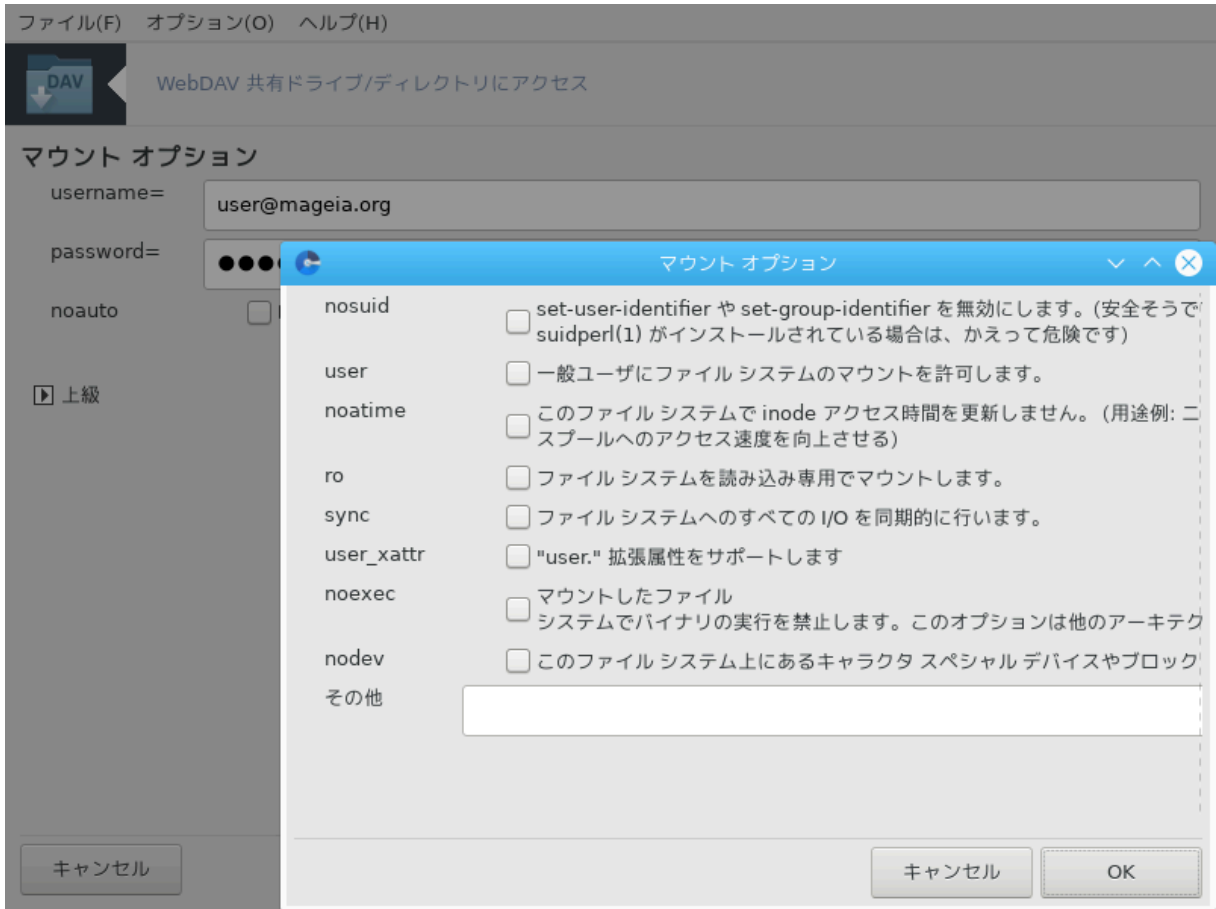 ファイル(F) オプション(O) ヘルプ(H)
DAV
WebDAV 共有ドライブ/ディレクトリにアクセス
マウント オプション
username=
user@mageia.org
password=
noauto
上級
キャンセル
マウント オプション
nosuid
set-user-identifier や set-group-identifier を無効にします。(安全そうで
suidperl(1) がインストールされている場合は、かえって危険です)
user
一般ユーザにファイル システムのマウントを許可します。
noatime
このファイル システムで inode アクセス時間を更新しません。 (用途例: ニ
スプールへのアクセス速度を向上させる)
ro
ファイル システムを読み込み専用でマウントします。
sync
ファイル システムへのすべての I/O を同期的に行います。
user_xattr
"user." 拡張属性をサポートします
noexec
マウントしたファイル
システムでバイナリの実行を禁止します。このオプションは他のアーキテク
nodev
このファイル システム上にあるキャラクタ スペシャル デバイスやブロック
その他
キャンセル
OK